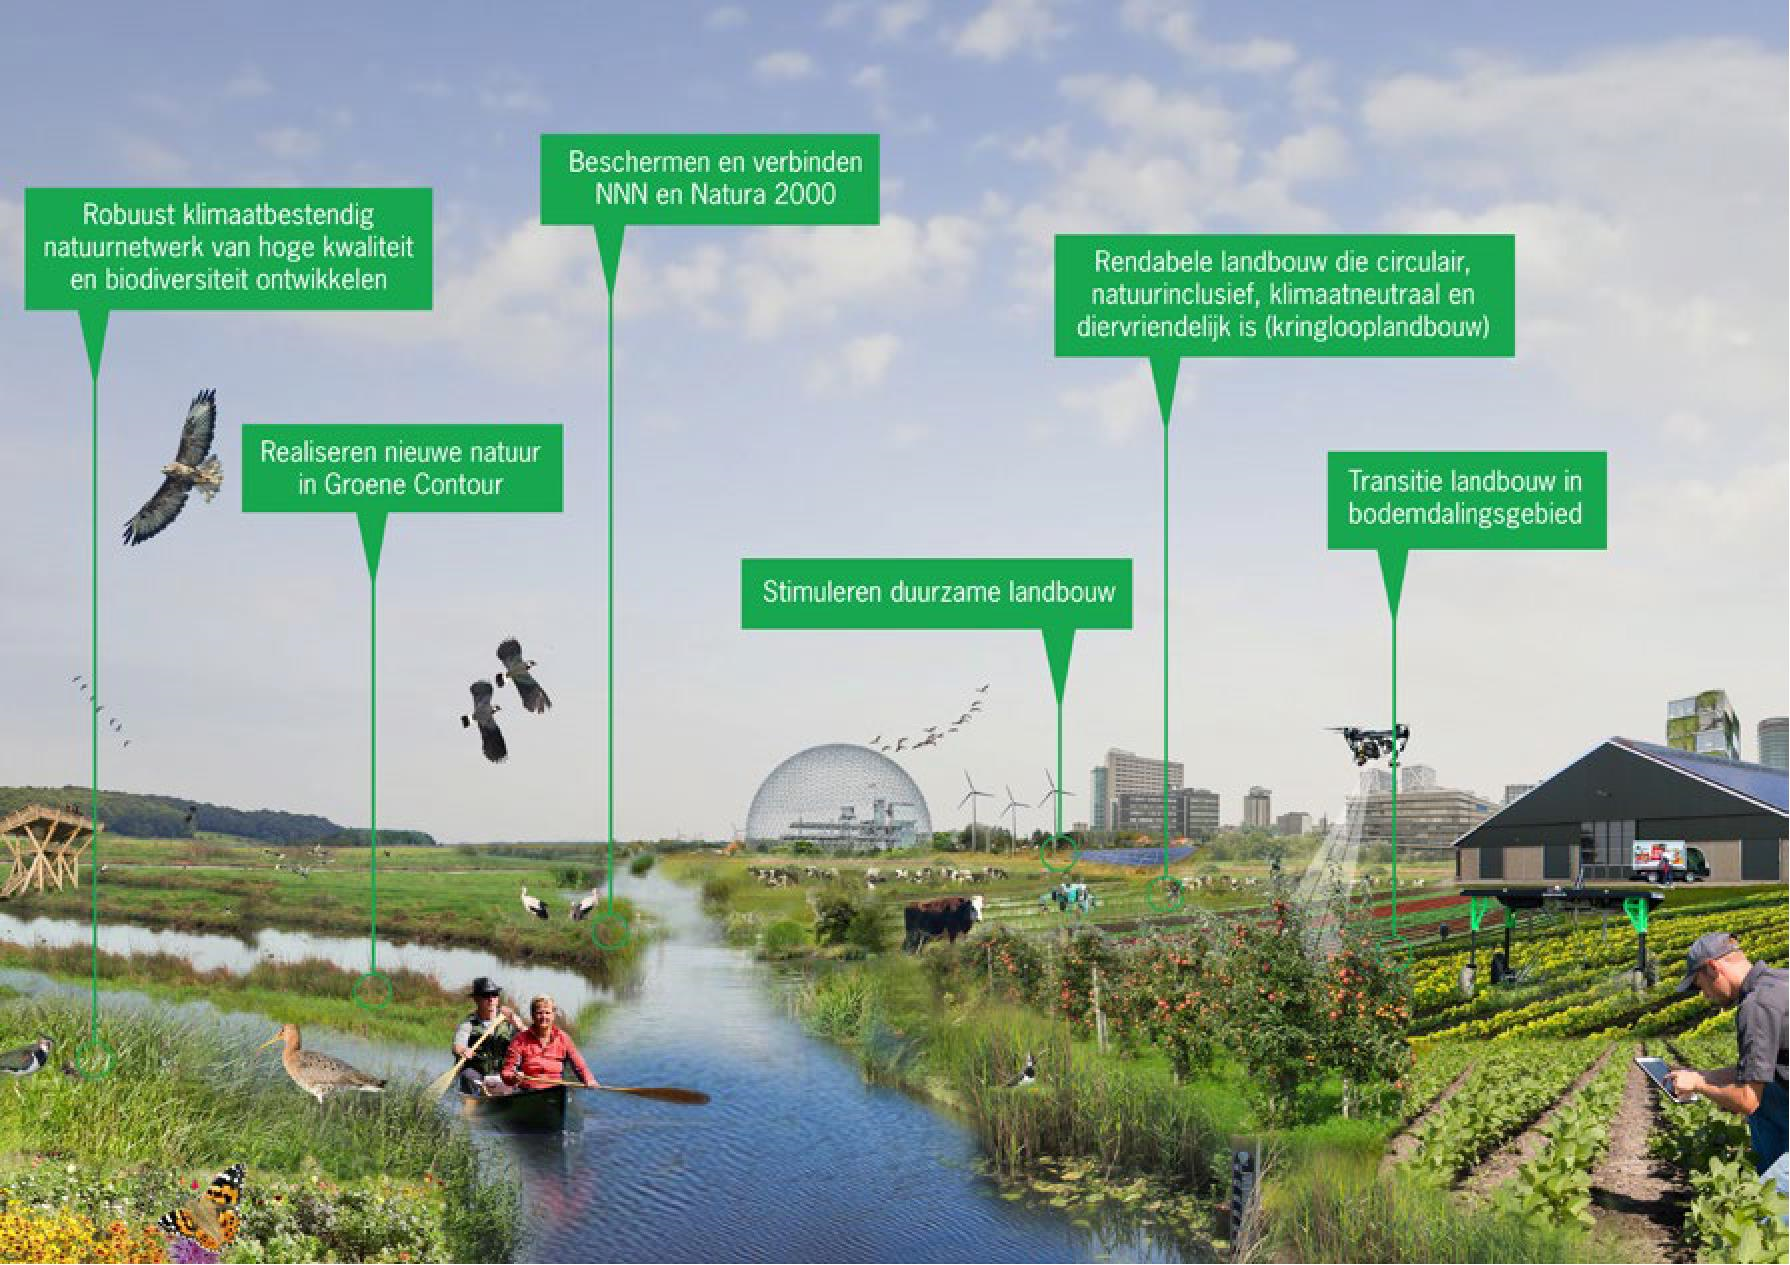 Beschermen en verbinden
NNN en Natura 2000
Robuust klimaatbestendig
natuurnetwerk van hoge kwaliteit
en biodiversiteit ontwikkelen
Rendabele landbouw die circulair,
natuurinclusief, klimaatneutraal en
diervriendelijk is (kringlooplandbouw)
Realiseren nieuwe natuur
in Groene Contour
Transitie landbouw in
bodemdalingsgebied
Stimuleren duurzame landbouw